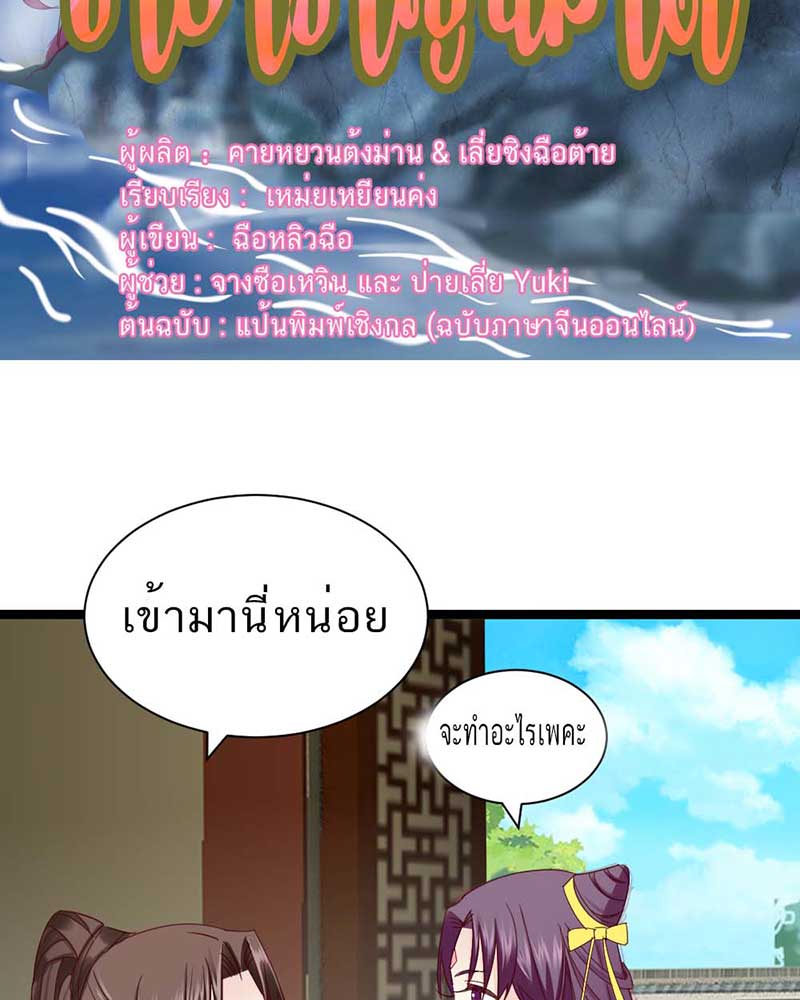 ผู้ผลิต : คายหยวนต้งม่าน & เลี่ยซิงฉือต้าย
เรียบเรียง : เหม่ยเหยียนค่ง
ผู้เขียน : ฉือหลิวฉือ
ผู้ช่วย : จางซือเหวิน และ ป่ายเลี่ย Yuki
ต้นฉบับ : แป้นพิมพ์เชิงกล (ฉบับภาษาจีนออนไลน์)
เข้ามานี่หน่อย
จะทำอะไรเพคะ